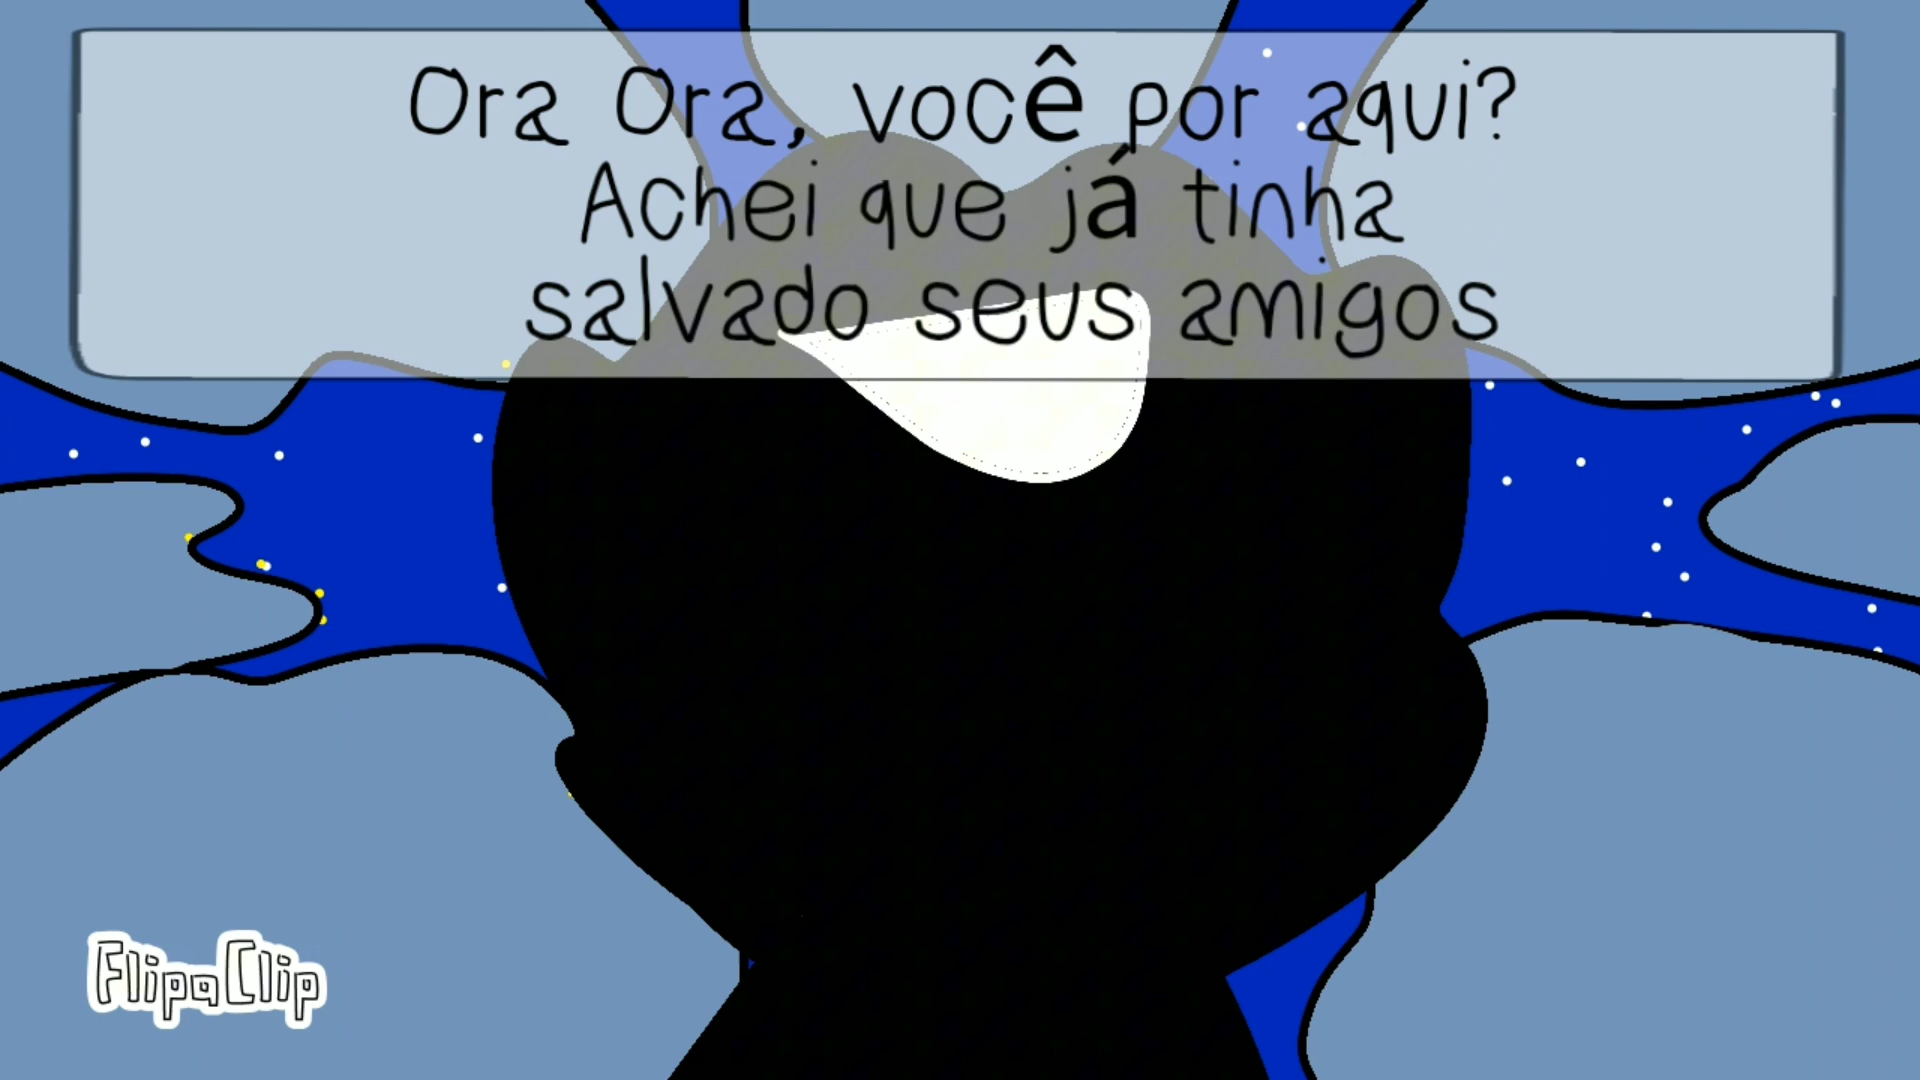 Ora Ora, você por aqui?
Achei que já tinha
salvado seus amigos
FlipaClip